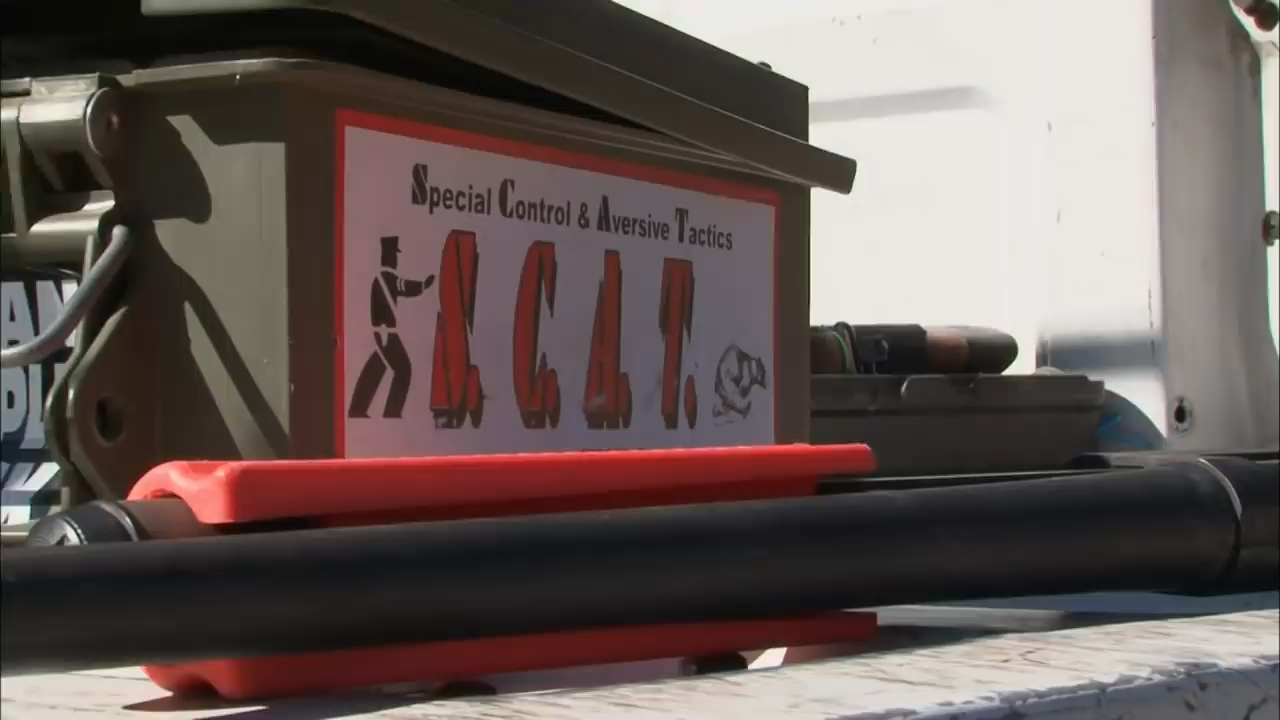 Special Control & Aversive Tactics
S. C. A. T.